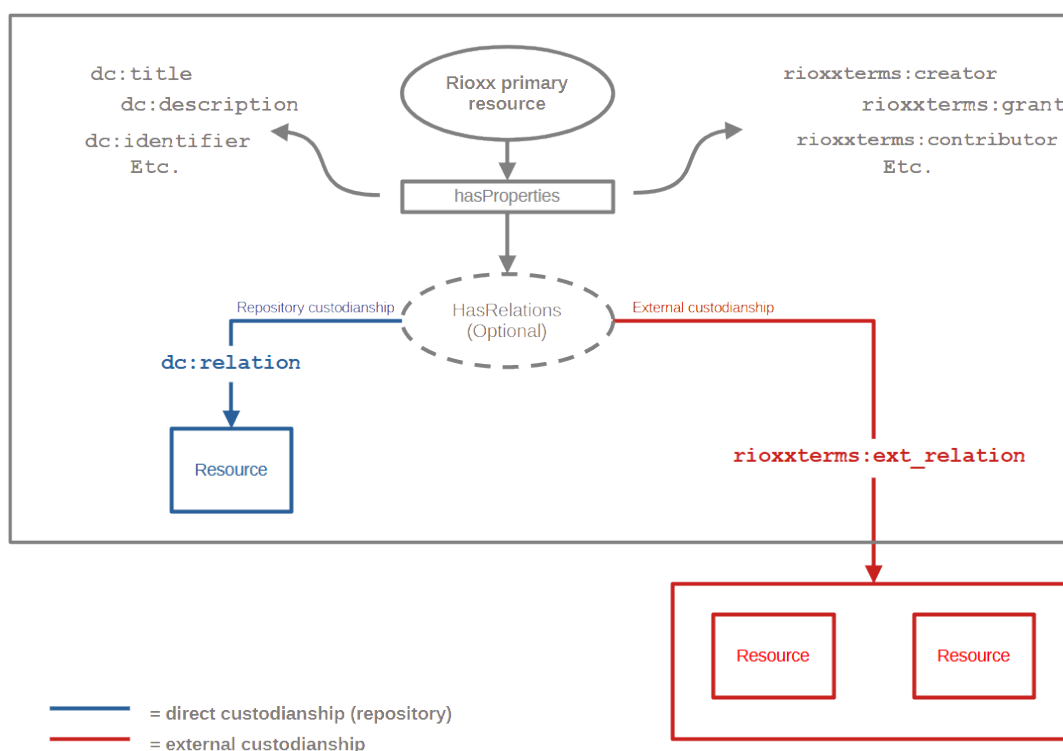 dc:title
dc:description
dc:identifier
Etc.
Rioxx primary
resource
rioxxterms:creator
rioxxterms:grant
rioxxterms:contributor
Etc.
hasProperties
Repository custodianship
HasRelations
(Optional)
External custodianship
dc:relation
Resource
rioxxterms:ext_relation
Resource
Resource
= direct custodianship (repository)
= external custodianship